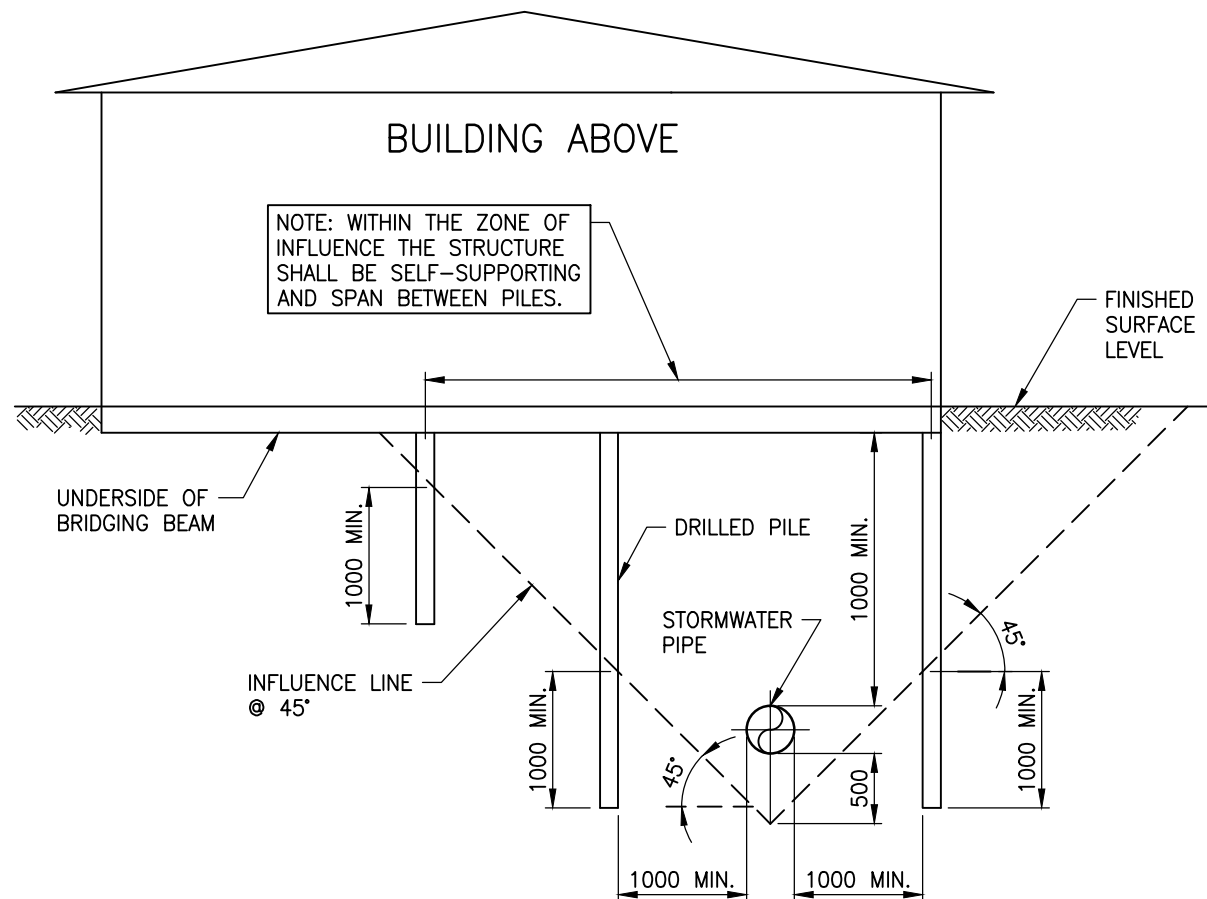 BUILDING ABOVE
NOTE: WITHIN THE ZONE OF
INFLUENCE THE STRUCTURE
SHALL BE SELF-SUPPORTING
AND SPAN BETWEEN PILES.
FINISHED
SURFACE
LEVEL
UNDERSIDE OF
BRIDGING BEAM
1000 MIN.
DRILLED PILE
1000 MIN.
STORMWATER
PIPE
45°
INFLUENCE LINE
@ 45°
1000 MIN.
45°
500
1000 MIN.
1000 MIN.
1000 MIN.